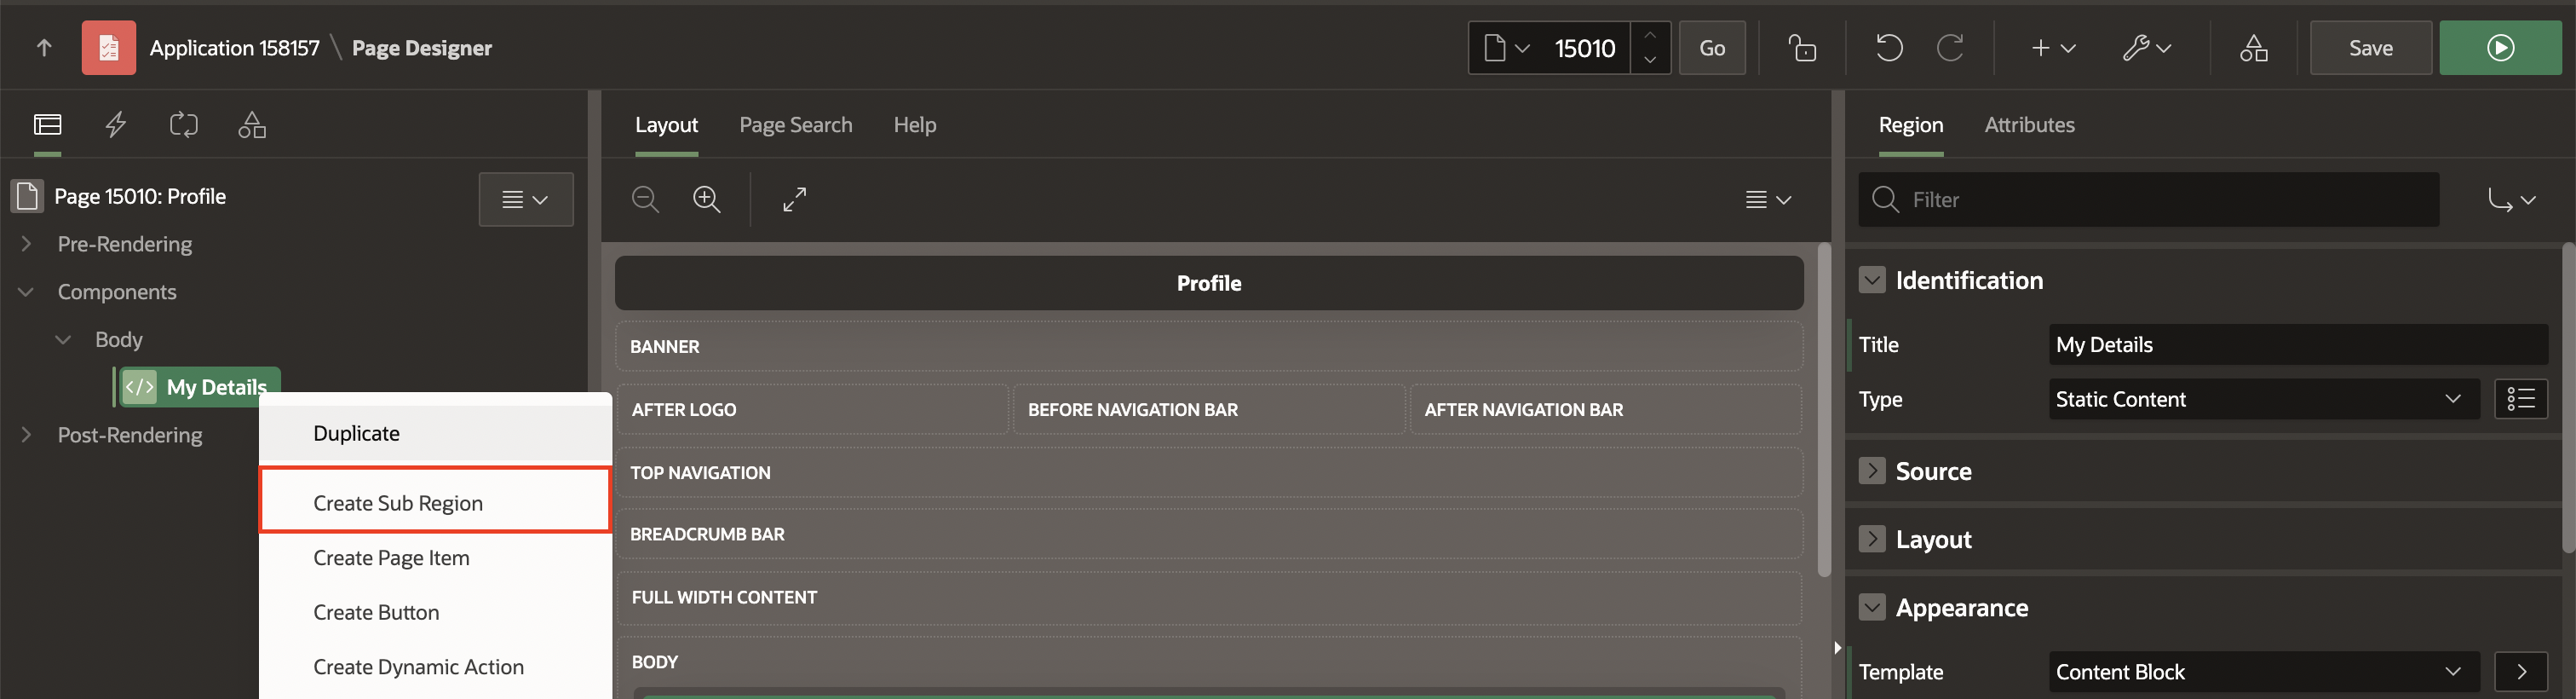 Application 158157 \ Page Designer
15010
Go
Save
Layout
Page Search
Help
Region
Attributes
Page 15010: Profile
Pre-Rendering
Components
Body
My Details
Post-Rendering
Duplicate
Create Sub Region
Create Page Item
Create Button
Create Dynamic Action
Profile
BANNER
AFTER LOGO
BEFORE NAVIGATION BAR
AFTER NAVIGATION BAR
TOP NAVIGATION
BREADCRUMB BAR
FULL WIDTH CONTENT
BODY
Filter
Identification
Title
My Details
Type
Static Content
Source
Layout
Appearance
Template
Content Block